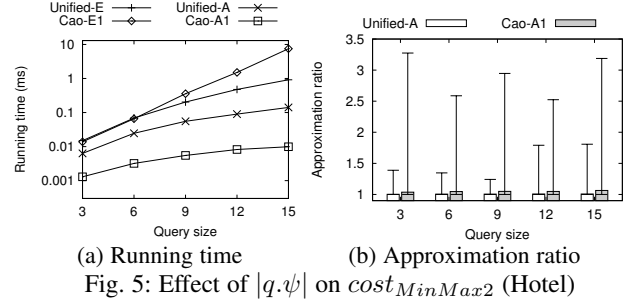 Unified-E
Unified-A
Cao-E1
Cao-A1
Running time (ms)
10
1
0.1
0.01
0.001
3 6 9 12 15
Query size
(a) Running time
Unified-A
Cao-A1
Approximation ratio
3.5
3
2.5
2
1.5
1
3 6 9 12 15
Query size
(b) Approximation ratio
Fig. 5: Effect of |q.ψ| on cost_{MinMax2} (Hotel)